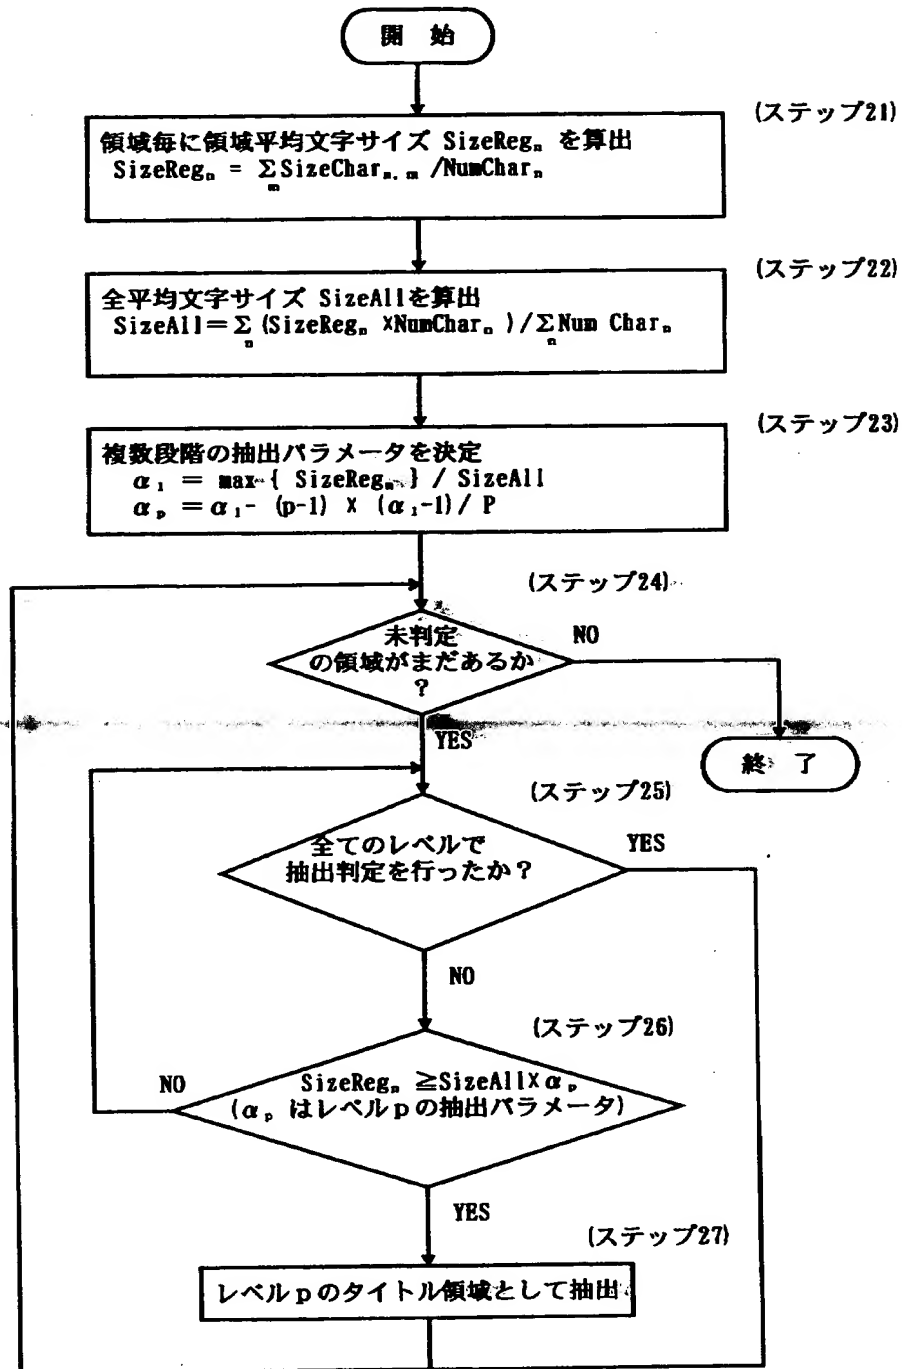 開 始
(ステップ21)
領域毎に領域平均文字サイズ SizeRegₙ を算出
SizeRegₙ = Σₘ SizeCharₙ,ₘ /NumCharₙ
(ステップ22)
全平均文字サイズ SizeAllを算出
SizeAll=Σₙ (SizeRegₙ ×NumCharₙ )/Σₙ Num Charₙ
(ステップ23)
複数段階の抽出パラメータを決定
α₁ = max { SizeRegₙ } / SizeAll
αₚ = α₁- (p-1) × (α₁-1)/ P
(ステップ24)
未判定
の領域がまだあるか
?
NO
YES
終 了
(ステップ25)
全てのレベルで
抽出判定を行ったか?
YES
NO
(ステップ26)
SizeRegₙ ≧SizeAll×αₚ
(αₚ はレベルpの抽出パラメータ)
NO
YES
(ステップ27)
レベルpのタイトル領域として抽出